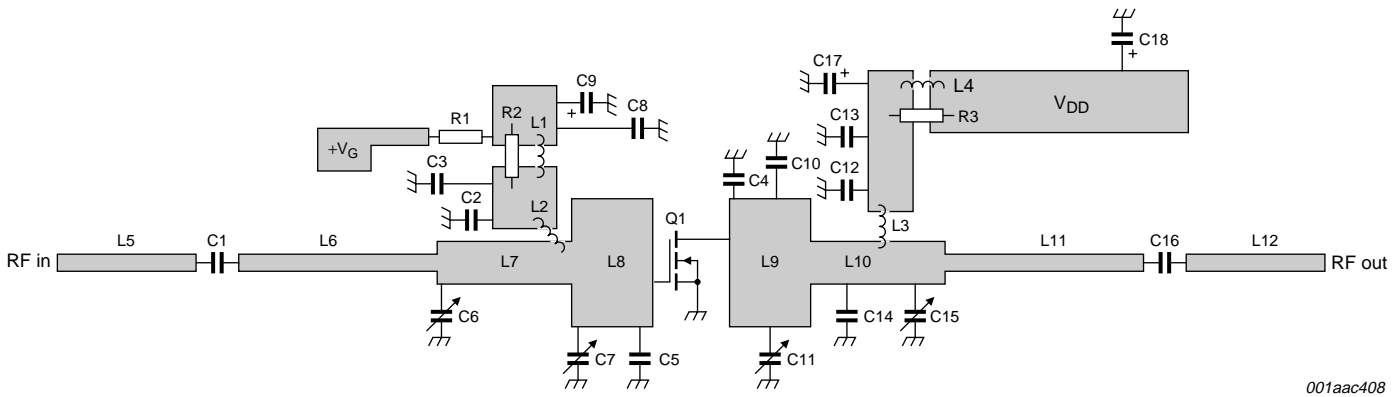 C18
+
C17
+
L4
V_DD
C9
+
C8
R2
L1
R1
+V_G
C13
R3
C3
C10
C12
C4
C2
L2
Q1
L3
L5
C1
L6
L11
C16
L12
RF in
L7
L8
L9
L10
RF out
C6
C14
C15
C7
C5
C11
001aac408